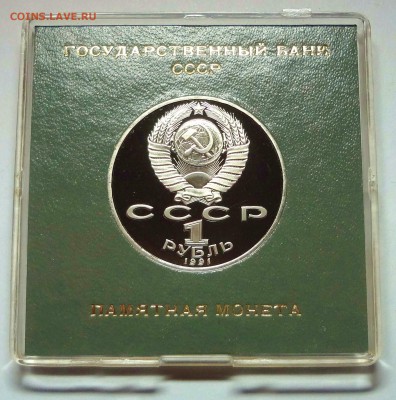 COINS.LAVE.RU
ГОСУДАРСТВЕННЫЙ БАНК
СССР
СССР
1
РУБЛЬ
1991
ПАМЯТНАЯ МОНЕТА